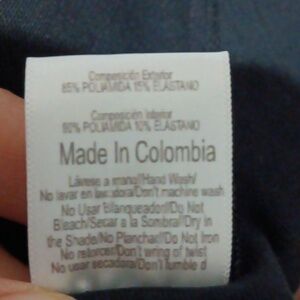 Composición Exterior
85% POLIAMIDA 15% ELASTANO
Composición Interior
90% POLIAMIDA 10% ELASTANO
Made In Colombia
Lávese a mano//Hand Wash/
No lavar en lavadora/Don't machine wash
No Usar Blanqueador//Do Not
Bleach/Secar a la Sombra//Dry in
the Shade/No Planchar//Do Not Iron
No retorcer//Don't wring of twist
No usar secadora//Don't tumble d